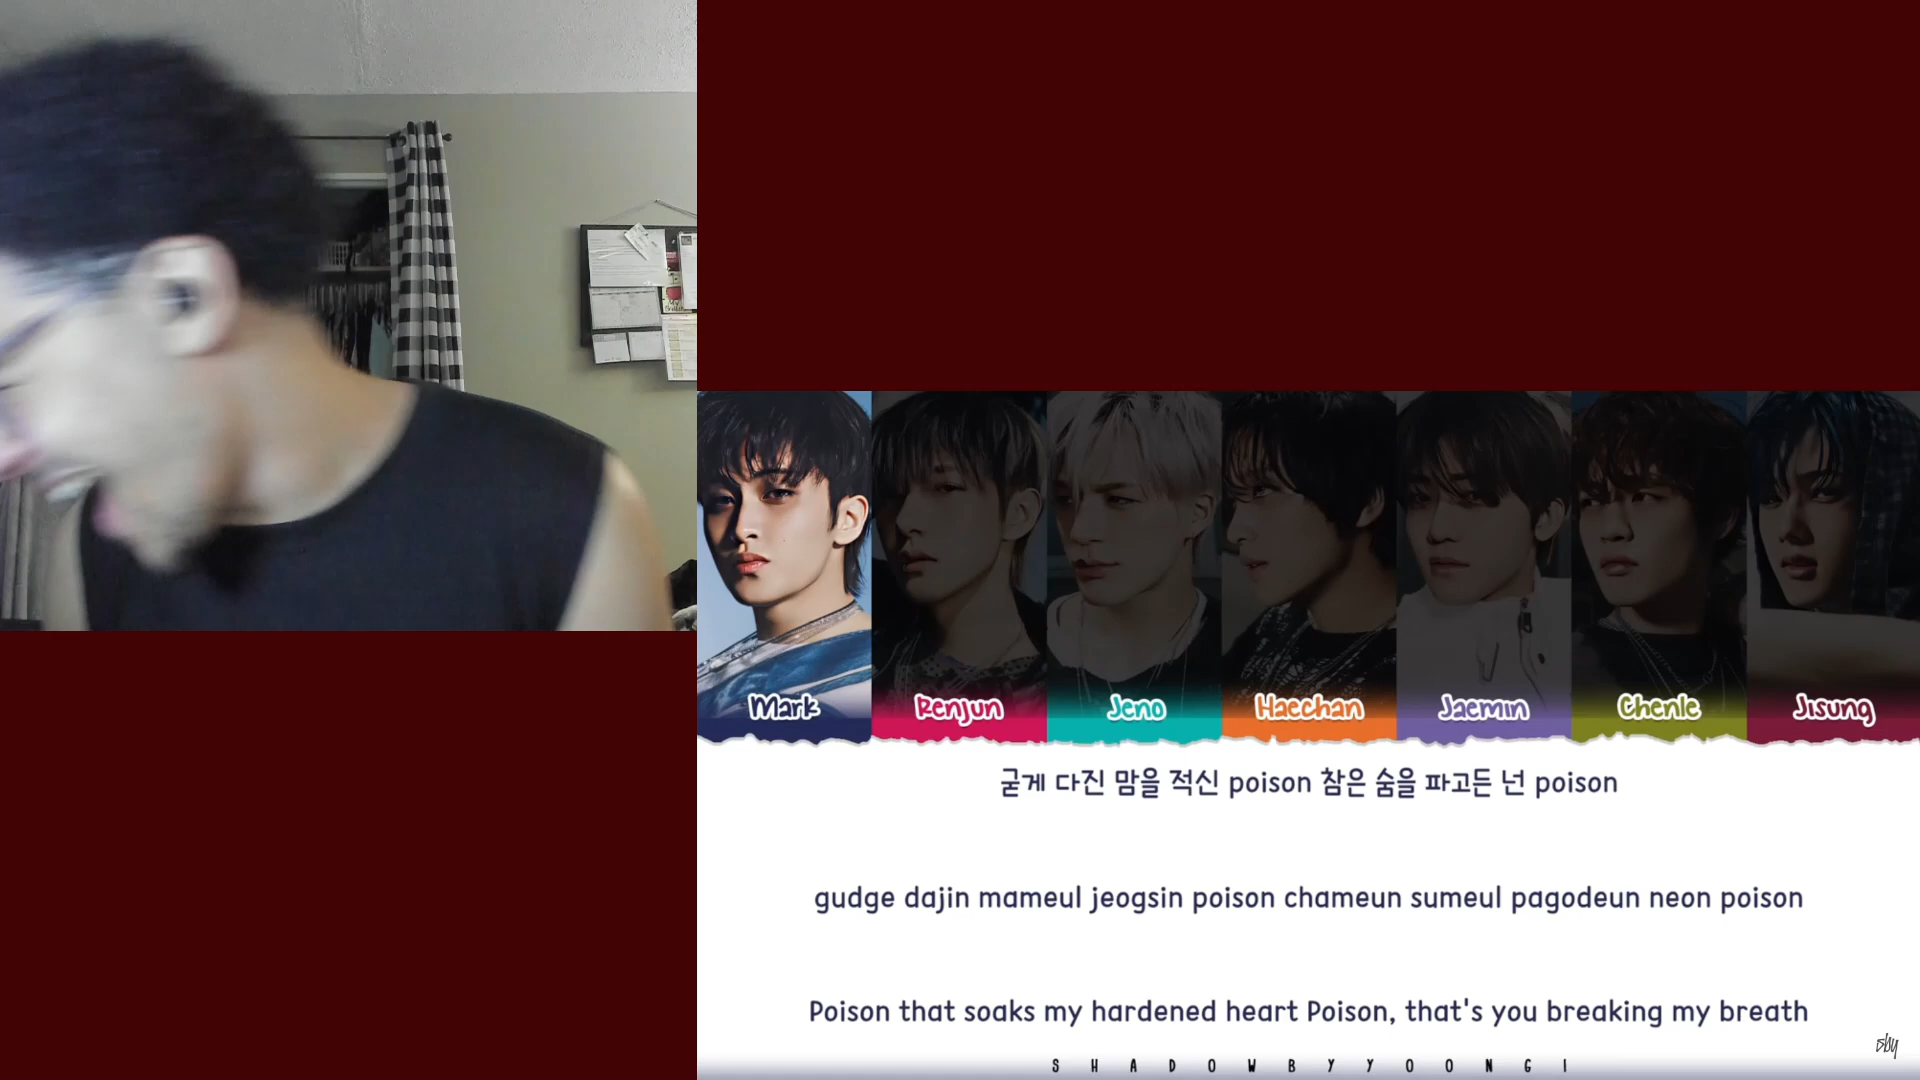 Mark Renjun Jeno Haechan Jaemin Chenle Jisung
굳게 다진 맘을 적신 poison 참은 숨을 파고든 넌 poison
gudge dajin mameul jeogsin poison chameun sumeul pagodeun neon poison
Poison that soaks my hardened heart Poison, that's you breaking my breath
sby
SHADOWBYYOONGI